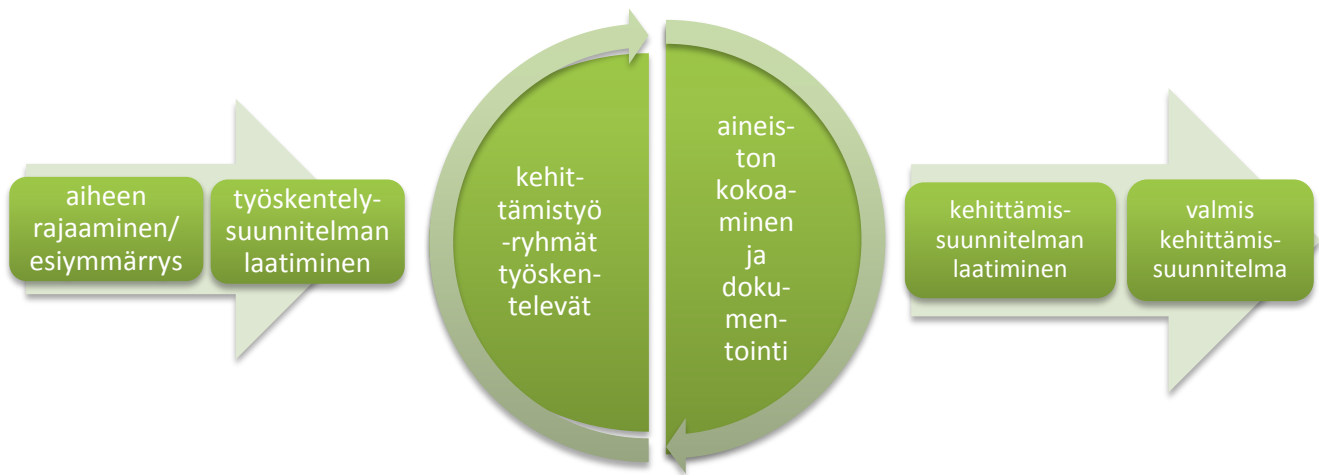 aiheen
rajaaminen/
esiymmärrys
työskentely-
suunnitelman
laatiminen
kehit-
tämistyö
-ryhmät
työsken-
televät
aineis-
ton
kokoa-
minen
ja
doku-
men-
tointi
kehittämis-
suunnitelman
laatiminen
valmis
kehittämis-
suunnitelma